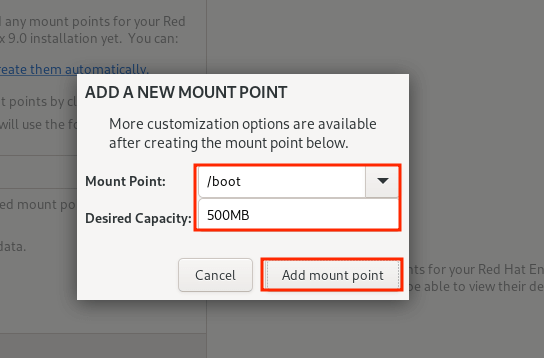 any mount points for your Red
x 9.0 installation yet. You can:
eate them automatically.
t points by cl
will use the fo
ADD A NEW MOUNT POINT
More customization options are available
after creating the mount point below.
Mount Point: /boot
Desired Capacity: 500MB
ed mount po
data.
Cancel Add mount point
nts for your Red Hat En
be able to view their de